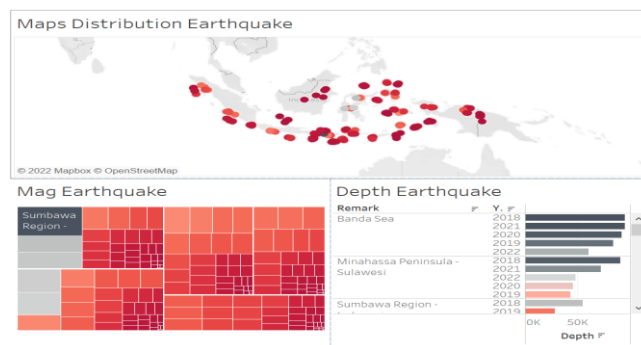 Maps Distribution Earthquake
© 2022 Mapbox © OpenStreetMap
Mag Earthquake
Sumbawa
Region -
Depth Earthquake
Remark Y.
Banda Sea 2018
2021
2020
2019
2022
Minahassa Peninsula - 2018
Sulawesi 2021
2022
2020
2019
Sumbawa Region - 2018
2019
0K 50K
Depth